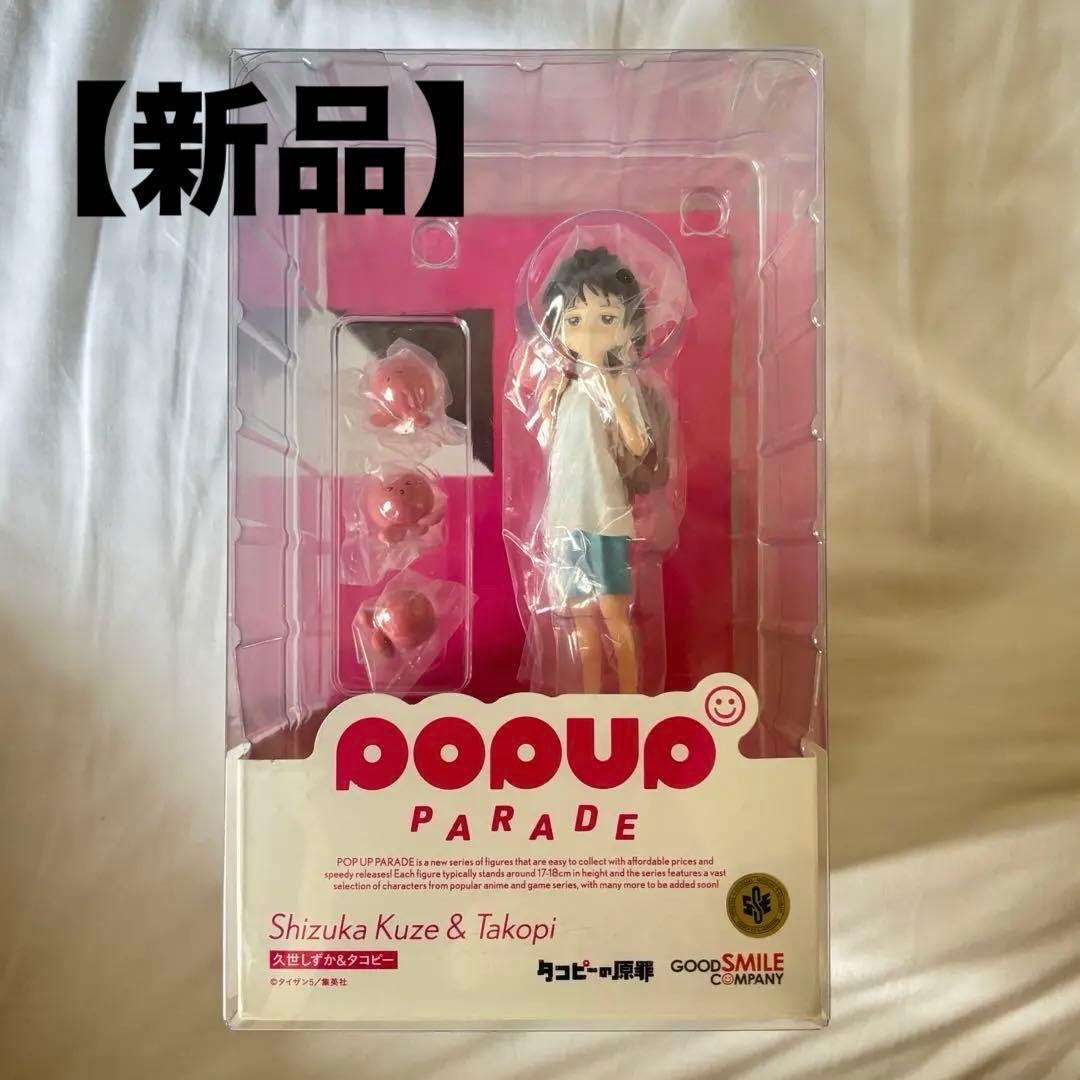 【新品】
POPUP
PARADE
POP UP PARADE is a new series of figures that are easy to collect with affordable prices and
speedy releases! Each figure typically stands around 17-18cm in height and the series features a vast
selection of characters from popular anime and game series, with many more to be added soon!
Shizuka Kuze & Takopi
久世しずか&タコピー
©タイザン5/集英社
タコピーの原罪
GOODSMILE
COMPANY